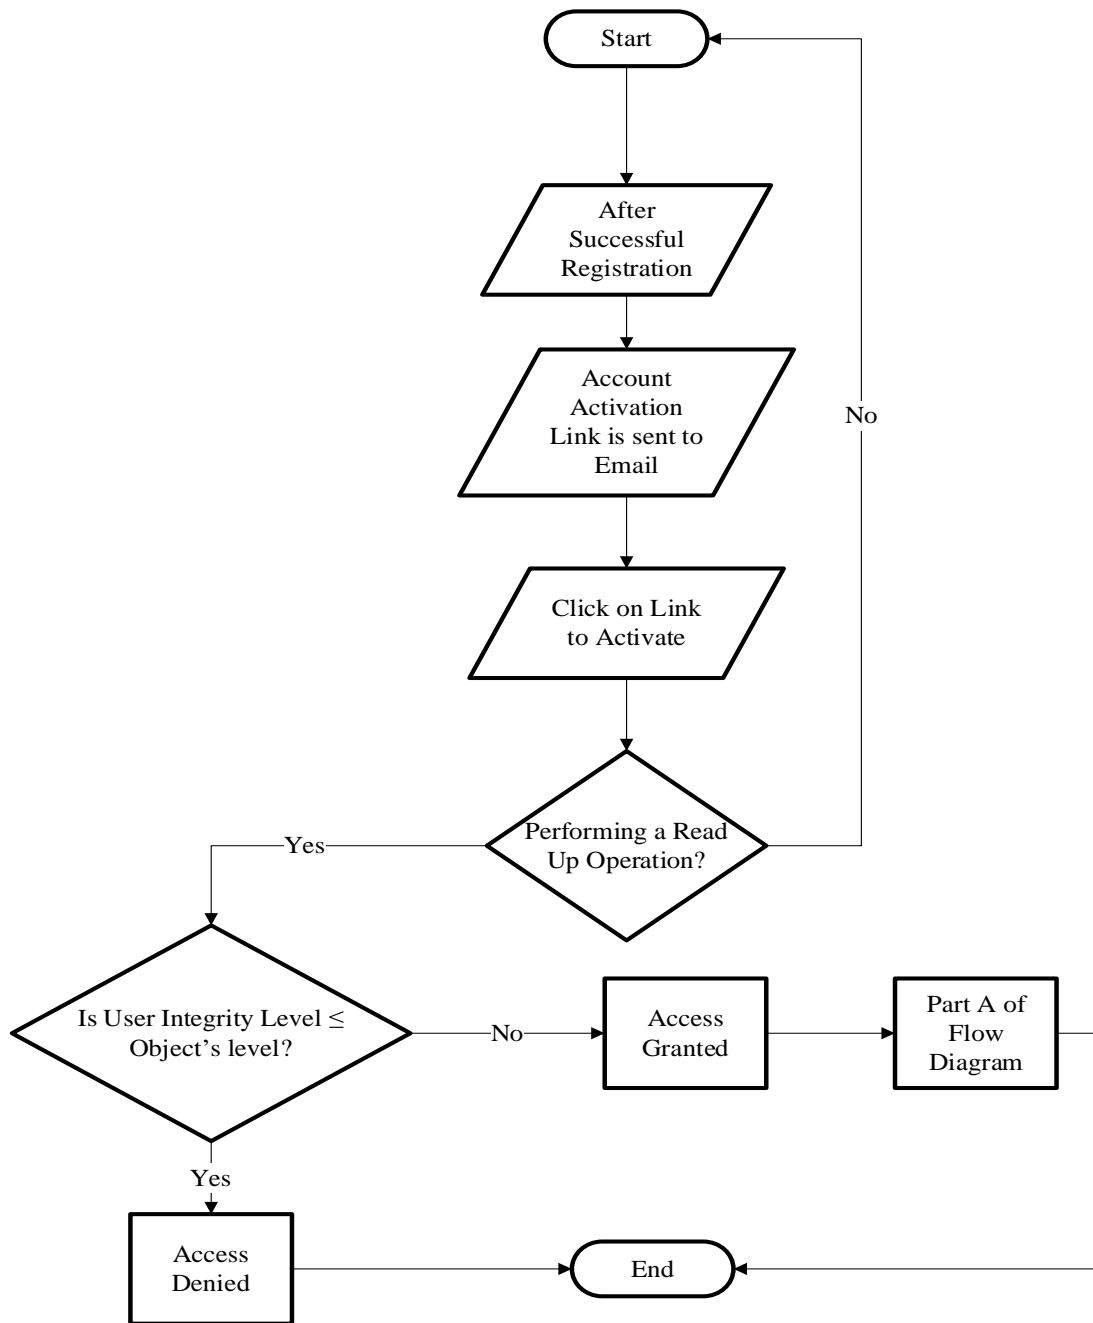 Start
After
Successful
Registration
Account
Activation
Link is sent to
Email
No
Click on Link
to Activate
Performing a Read
Up Operation?
Yes
Is User Integrity Level ≤
Object's level?
No
Access
Granted
Part A of
Flow
Diagram
Yes
Access
Denied
End